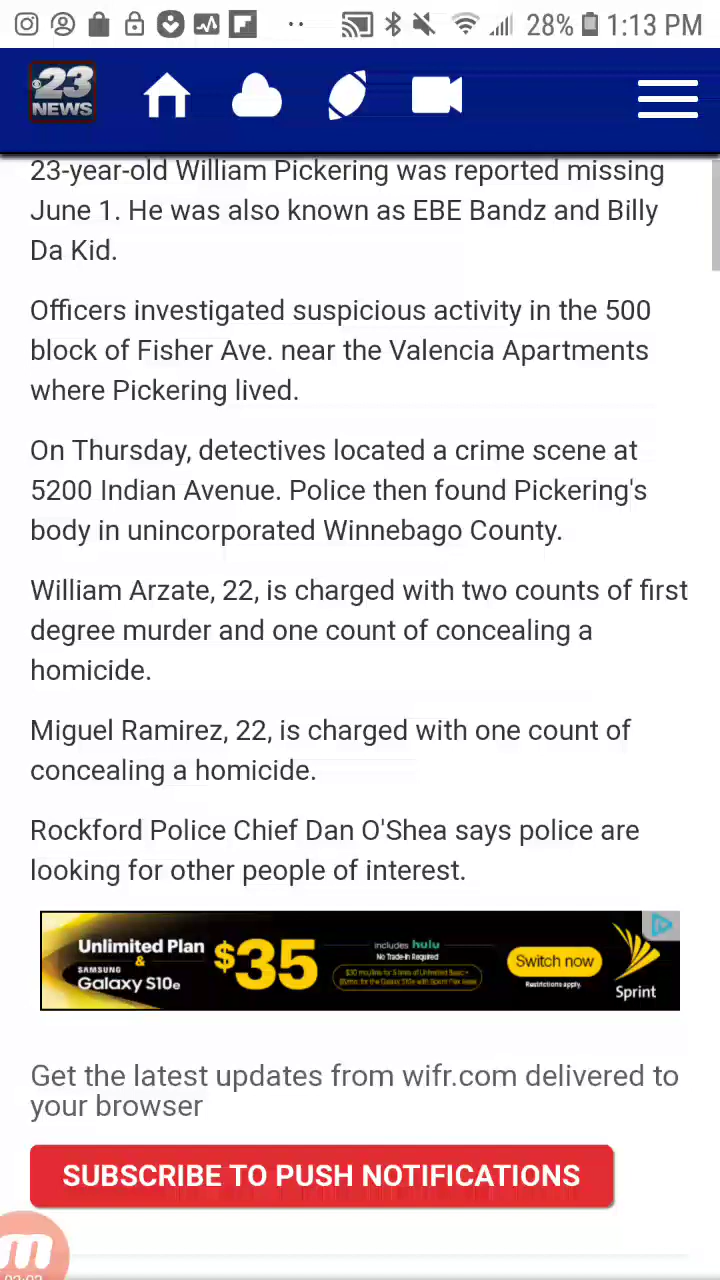 28% 1:13 PM
23
NEWS
23-year-old William Pickering was reported missing
June 1. He was also known as EBE Bandz and Billy
Da Kid.
Officers investigated suspicious activity in the 500
block of Fisher Ave. near the Valencia Apartments
where Pickering lived.
On Thursday, detectives located a crime scene at
5200 Indian Avenue. Police then found Pickering's
body in unincorporated Winnebago County.
William Arzate, 22, is charged with two counts of first
degree murder and one count of concealing a
homicide.
Miguel Ramirez, 22, is charged with one count of
concealing a homicide.
Rockford Police Chief Dan O'Shea says police are
looking for other people of interest.
Unlimited Plan
&
SAMSUNG
Galaxy S10e
$35
includes hulu
No Trade-In Required
Switch now
Restrictions apply.
Sprint
Get the latest updates from wifr.com delivered to
your browser
SUBSCRIBE TO PUSH NOTIFICATIONS